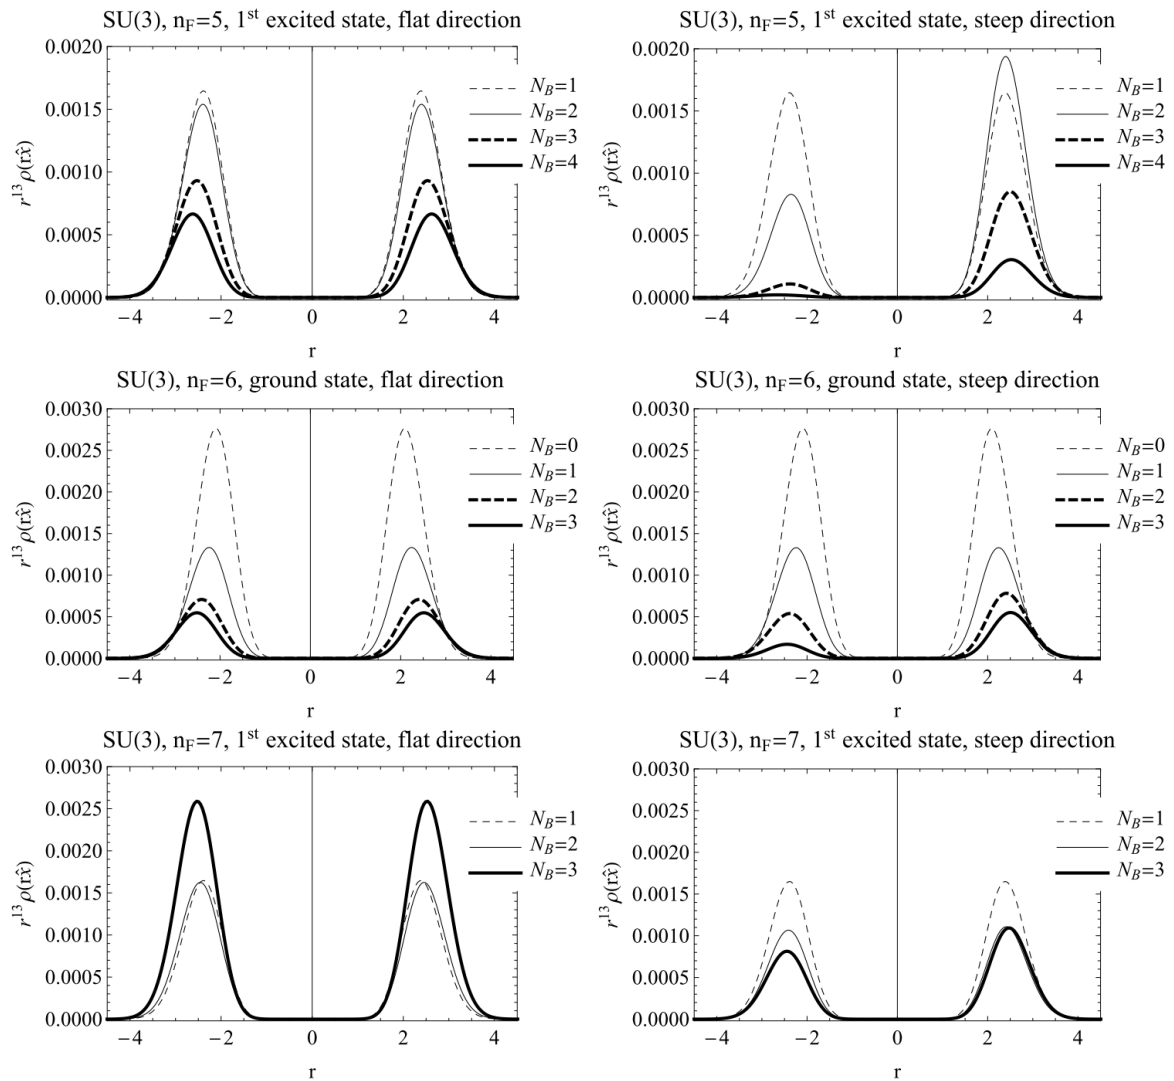 SU(3), n_F=5, 1^st excited state, flat direction
r^13 ρ(rx̂)
0.0020
0.0015
0.0010
0.0005
0.0000
−4 −2 0 2 4
r
N_B=1
N_B=2
N_B=3
N_B=4
SU(3), n_F=5, 1^st excited state, steep direction
r^13 ρ(rx̂)
0.0020
0.0015
0.0010
0.0005
0.0000
−4 −2 0 2 4
r
N_B=1
N_B=2
N_B=3
N_B=4
SU(3), n_F=6, ground state, flat direction
r^13 ρ(rx̂)
0.0030
0.0025
0.0020
0.0015
0.0010
0.0005
0.0000
−4 −2 0 2 4
r
N_B=0
N_B=1
N_B=2
N_B=3
SU(3), n_F=6, ground state, steep direction
r^13 ρ(rx̂)
0.0030
0.0025
0.0020
0.0015
0.0010
0.0005
0.0000
−4 −2 0 2 4
r
N_B=0
N_B=1
N_B=2
N_B=3
SU(3), n_F=7, 1^st excited state, flat direction
r^13 ρ(rx̂)
0.0030
0.0025
0.0020
0.0015
0.0010
0.0005
0.0000
−4 −2 0 2 4
r
N_B=1
N_B=2
N_B=3
SU(3), n_F=7, 1^st excited state, steep direction
r^13 ρ(rx̂)
0.0030
0.0025
0.0020
0.0015
0.0010
0.0005
0.0000
−4 −2 0 2 4
r
N_B=1
N_B=2
N_B=3